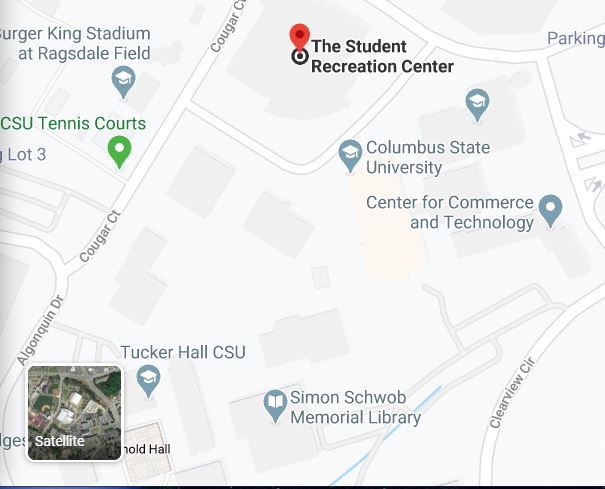 Burger King Stadium
at Ragsdale Field
Cougar Ct
The Student
Recreation Center
Parking
CSU Tennis Courts
Lot 3
Columbus State
University
Center for Commerce
and Technology
Cougar Ct
Algonquin Dr
Tucker Hall CSU
Simon Schwob
Memorial Library
Clearview Cir
Satellite
Hall